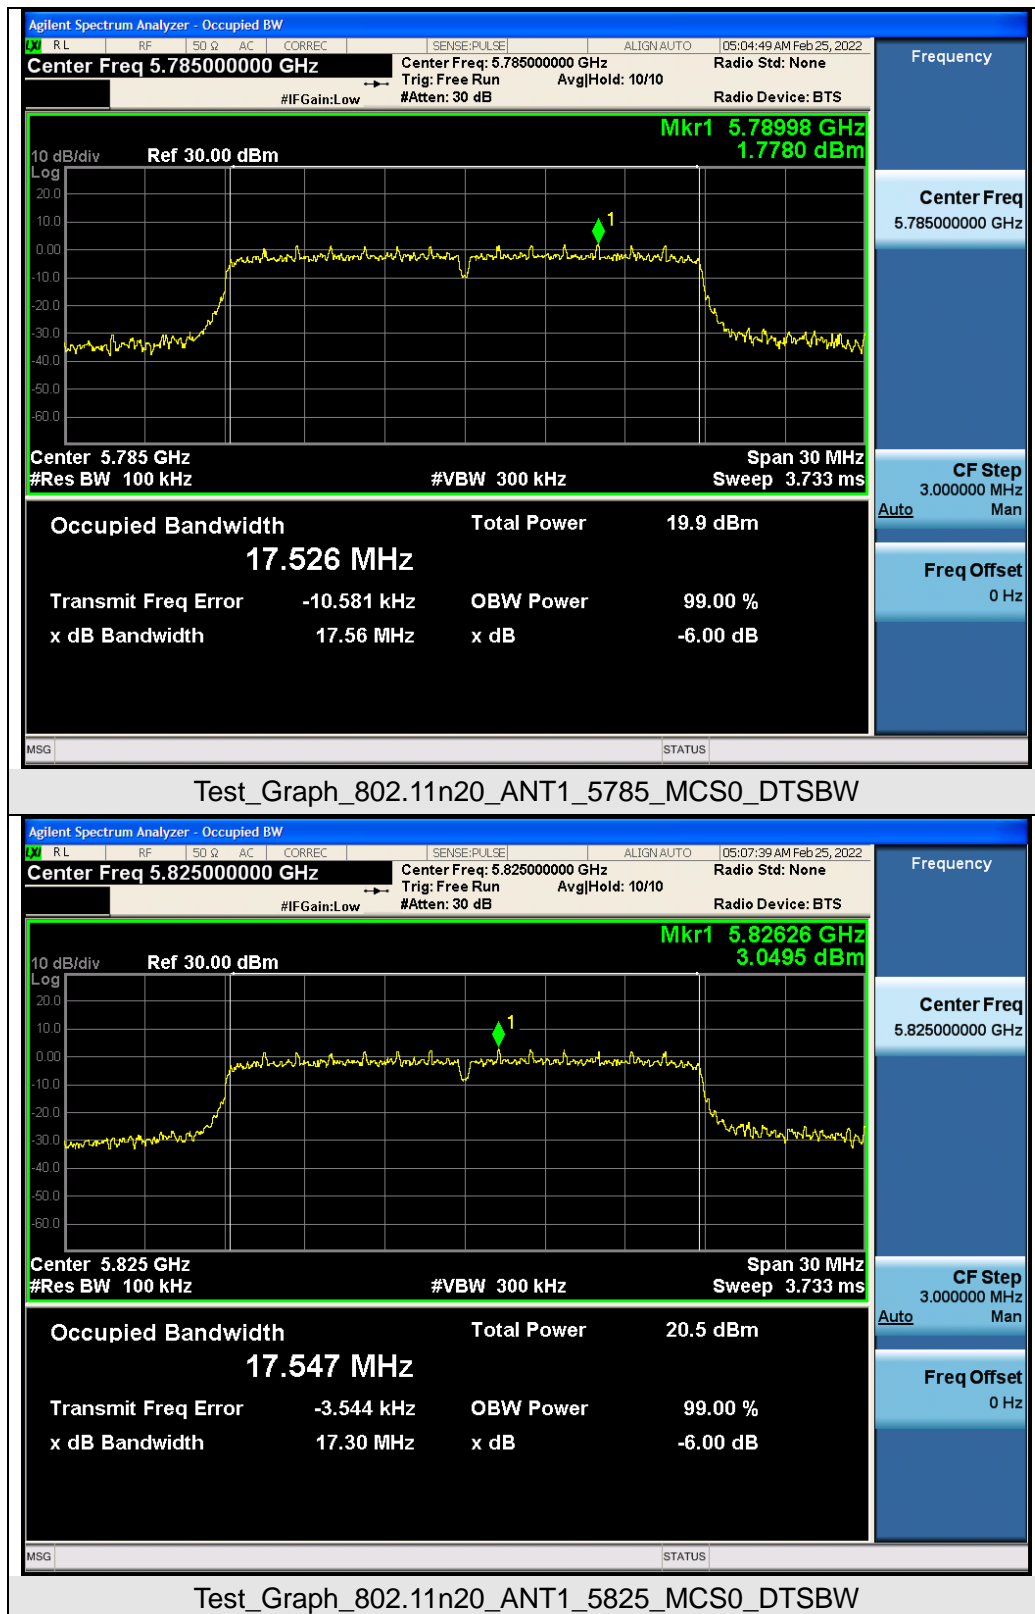 Agilent Spectrum Analyzer - Occupied BW
LXI RL RF 50 Ω AC CORREC SENSE:PULSE ALIGN AUTO 05:04:49 AM Feb 25, 2022
Center Freq 5.785000000 GHz Center Freq: 5.785000000 GHz Radio Std: None
Trig: Free Run Avg|Hold: 10/10
#IFGain:Low #Atten: 30 dB Radio Device: BTS
Frequency
Mkr1 5.78998 GHz
10 dB/div Ref 30.00 dBm 1.7780 dBm
Log
20.0
10.0
0.00
-10.0
-20.0
-30.0
-40.0
-50.0
-60.0
1
Center 5.785 GHz Span 30 MHz
#Res BW 100 kHz #VBW 300 kHz Sweep 3.733 ms
Center Freq
5.785000000 GHz
CF Step
3.000000 MHz
Auto Man
Freq Offset
0 Hz
Occupied Bandwidth Total Power 19.9 dBm
17.526 MHz
Transmit Freq Error -10.581 kHz OBW Power 99.00 %
x dB Bandwidth 17.56 MHz x dB -6.00 dB
MSG STATUS
Test_Graph_802.11n20_ANT1_5785_MCS0_DTSBW
Agilent Spectrum Analyzer - Occupied BW
LXI RL RF 50 Ω AC CORREC SENSE:PULSE ALIGN AUTO 05:07:39 AM Feb 25, 2022
Center Freq 5.825000000 GHz Center Freq: 5.825000000 GHz Radio Std: None
Trig: Free Run Avg|Hold: 10/10
#IFGain:Low #Atten: 30 dB Radio Device: BTS
Frequency
Mkr1 5.82626 GHz
10 dB/div Ref 30.00 dBm 3.0495 dBm
Log
20.0
10.0
0.00
-10.0
-20.0
-30.0
-40.0
-50.0
-60.0
1
Center 5.825 GHz Span 30 MHz
#Res BW 100 kHz #VBW 300 kHz Sweep 3.733 ms
Center Freq
5.825000000 GHz
CF Step
3.000000 MHz
Auto Man
Freq Offset
0 Hz
Occupied Bandwidth Total Power 20.5 dBm
17.547 MHz
Transmit Freq Error -3.544 kHz OBW Power 99.00 %
x dB Bandwidth 17.30 MHz x dB -6.00 dB
MSG STATUS
Test_Graph_802.11n20_ANT1_5825_MCS0_DTSBW